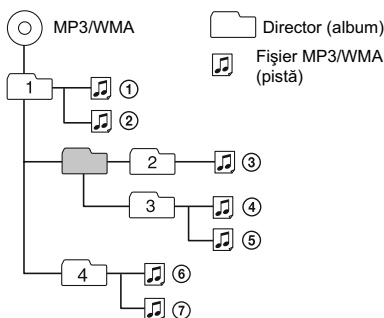 MP3/WMA
Director (album)
Fişier MP3/WMA
(pistă)
1
①
②
2
③
3
④
⑤
4
⑥
⑦